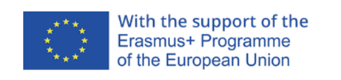 With the support of the
Erasmus+ Programme
of the European Union